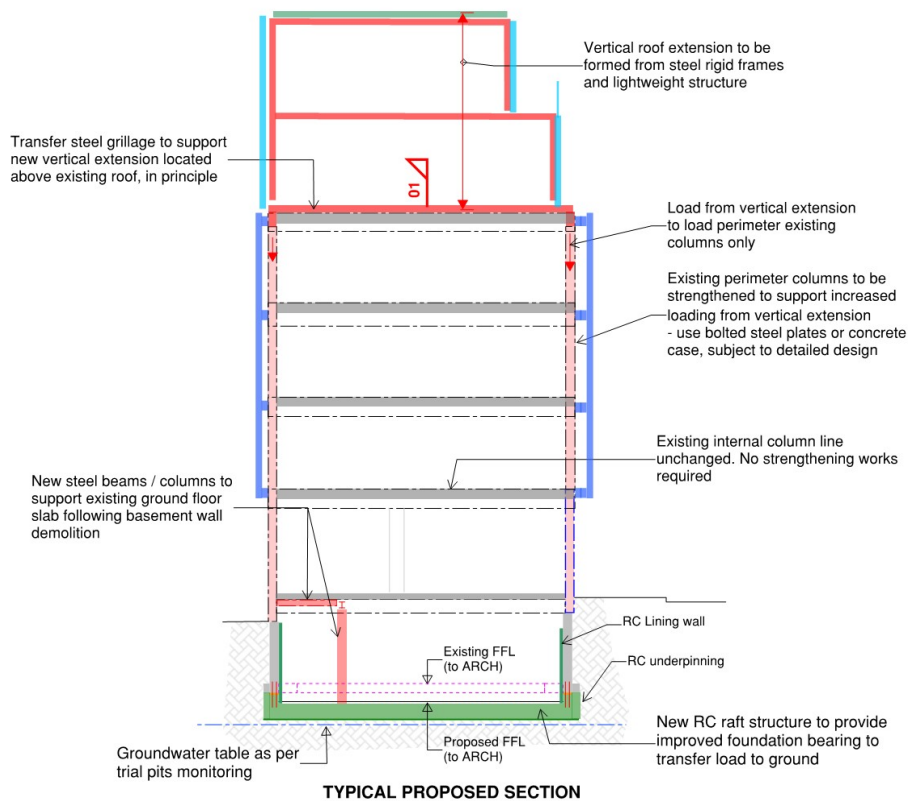 Vertical roof extension to be
formed from steel rigid frames
and lightweight structure
Transfer steel grillage to support
new vertical extension located
above existing roof, in principle
01
Load from vertical extension
to load perimeter existing
columns only
Existing perimeter columns to be
strengthened to support increased
loading from vertical extension
- use bolted steel plates or concrete
case, subject to detailed design
Existing internal column line
unchanged. No strengthening works
required
New steel beams / columns to
support existing ground floor
slab following basement wall
demolition
RC Lining wall
Existing FFL
(to ARCH)
RC underpinning
New RC raft structure to provide
improved foundation bearing to
transfer load to ground
Proposed FFL
(to ARCH)
Groundwater table as per
trial pits monitoring
TYPICAL PROPOSED SECTION